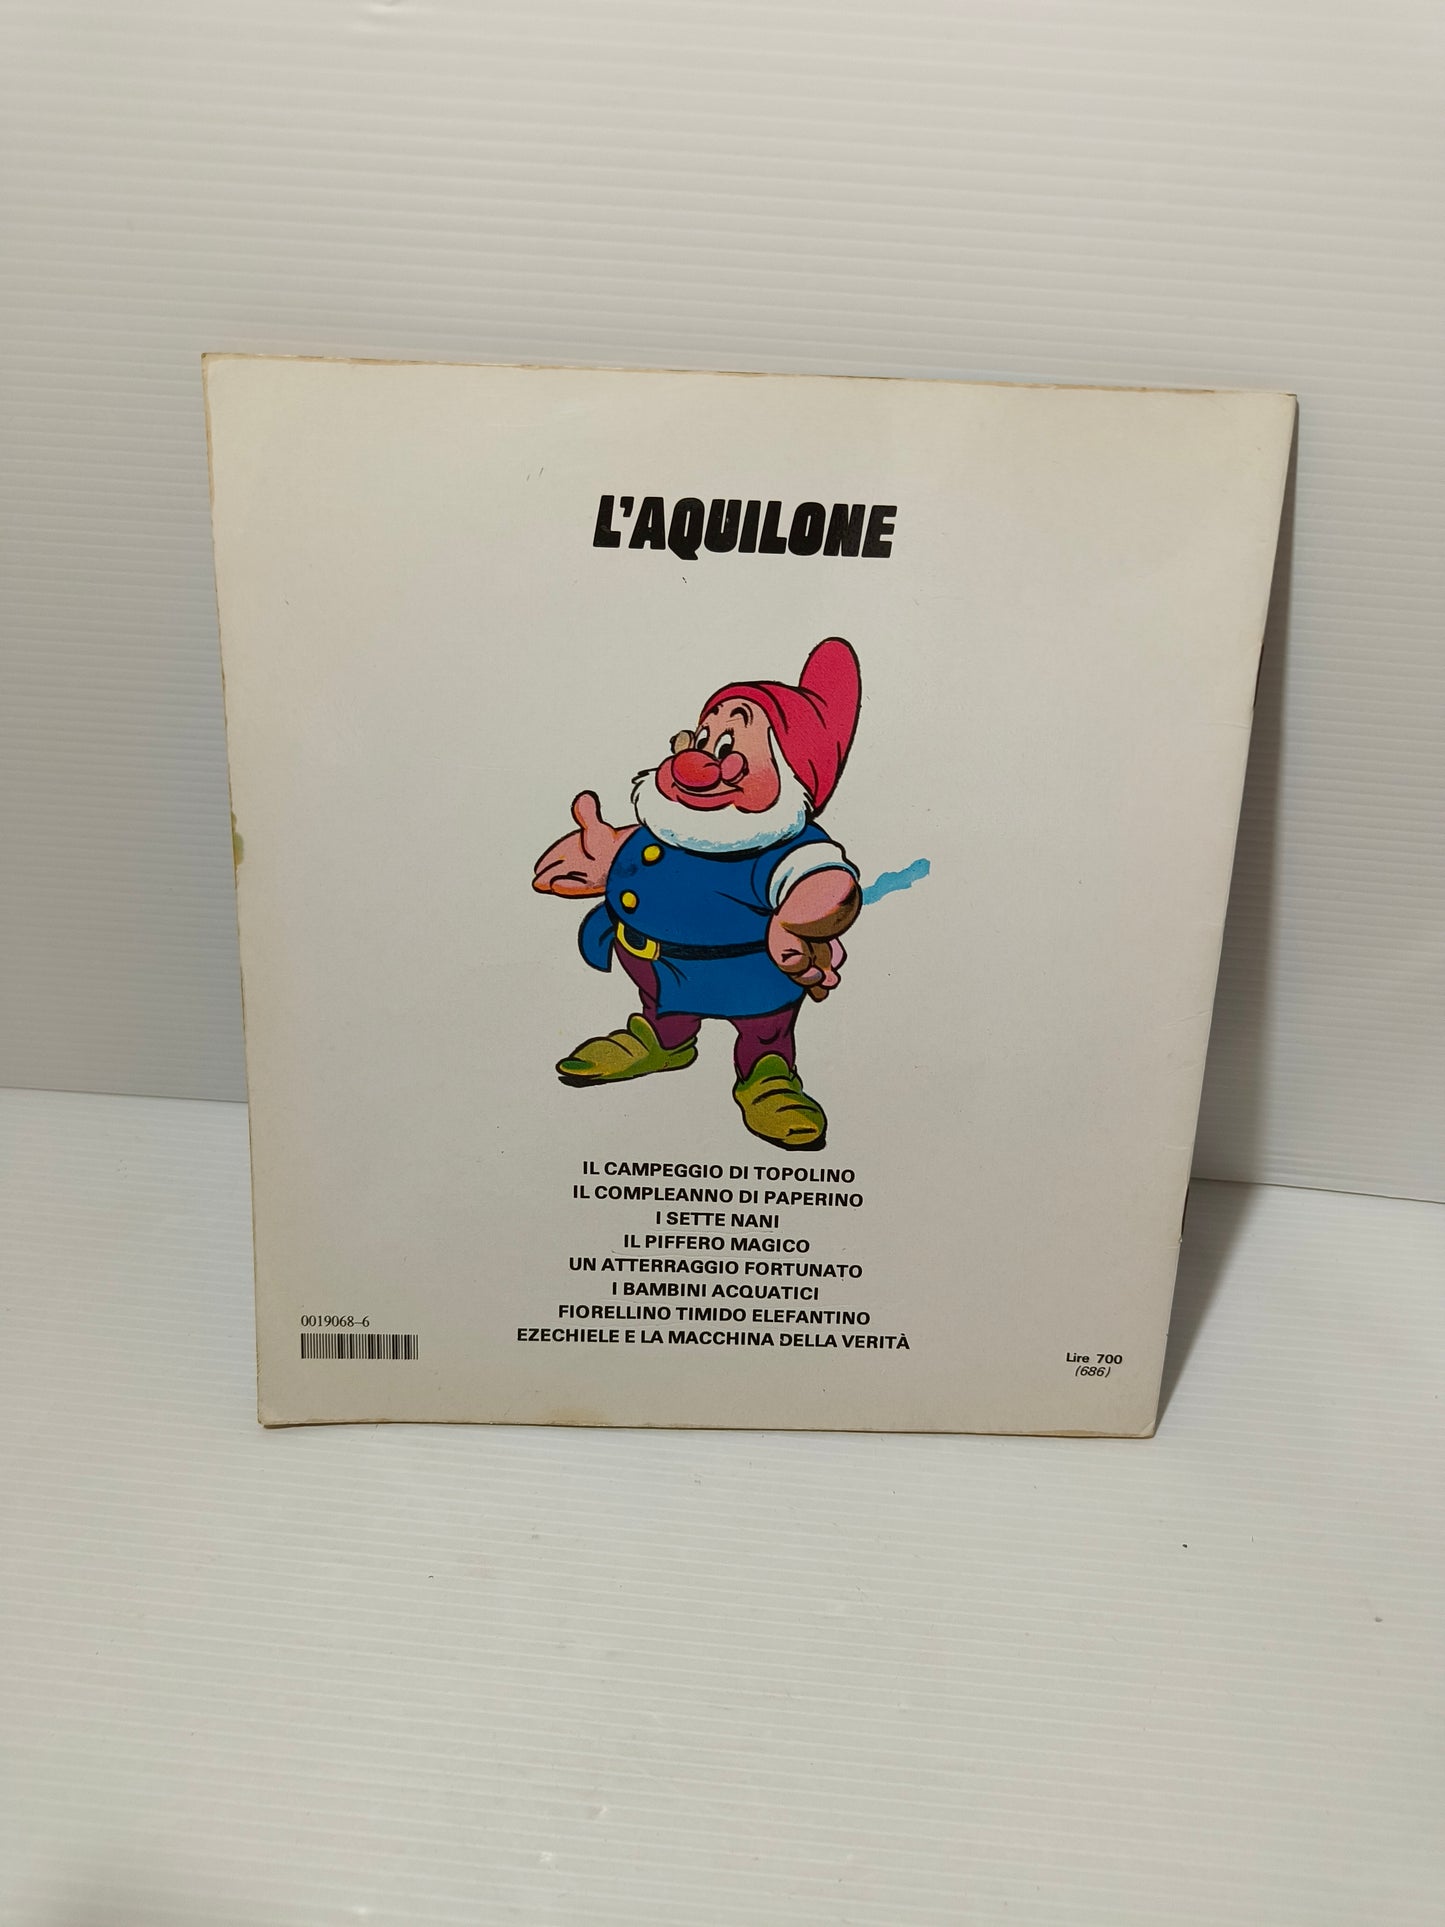 L'AQUILONE
IL CAMPEGGIO DI TOPOLINO
IL COMPLEANNO DI PAPERINO
I SETTE NANI
IL PIFFERO MAGICO
UN ATTERRAGGIO FORTUNATO
I BAMBINI ACQUATICI
FIORELLINO TIMIDO ELEFANTINO
EZECHIELE E LA MACCHINA DELLA VERITÀ
0019068-6
Lire 700
(686)